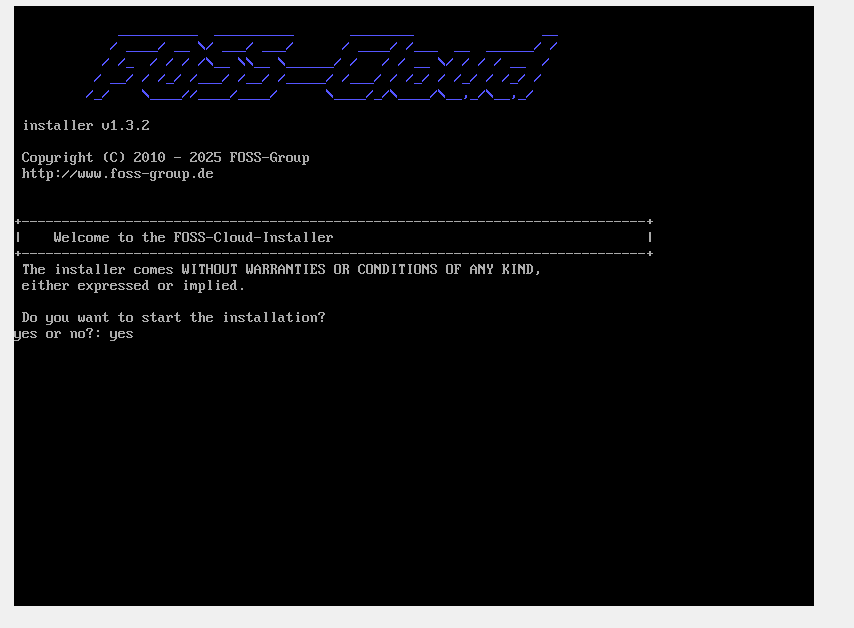 FOSS-Cloud
installer v1.3.2
Copyright (C) 2010 - 2025 FOSS-Group
http://www.foss-group.de
Welcome to the FOSS-Cloud-Installer
The installer comes WITHOUT WARRANTIES OR CONDITIONS OF ANY KIND,
either expressed or implied.
Do you want to start the installation?
yes or no?: yes